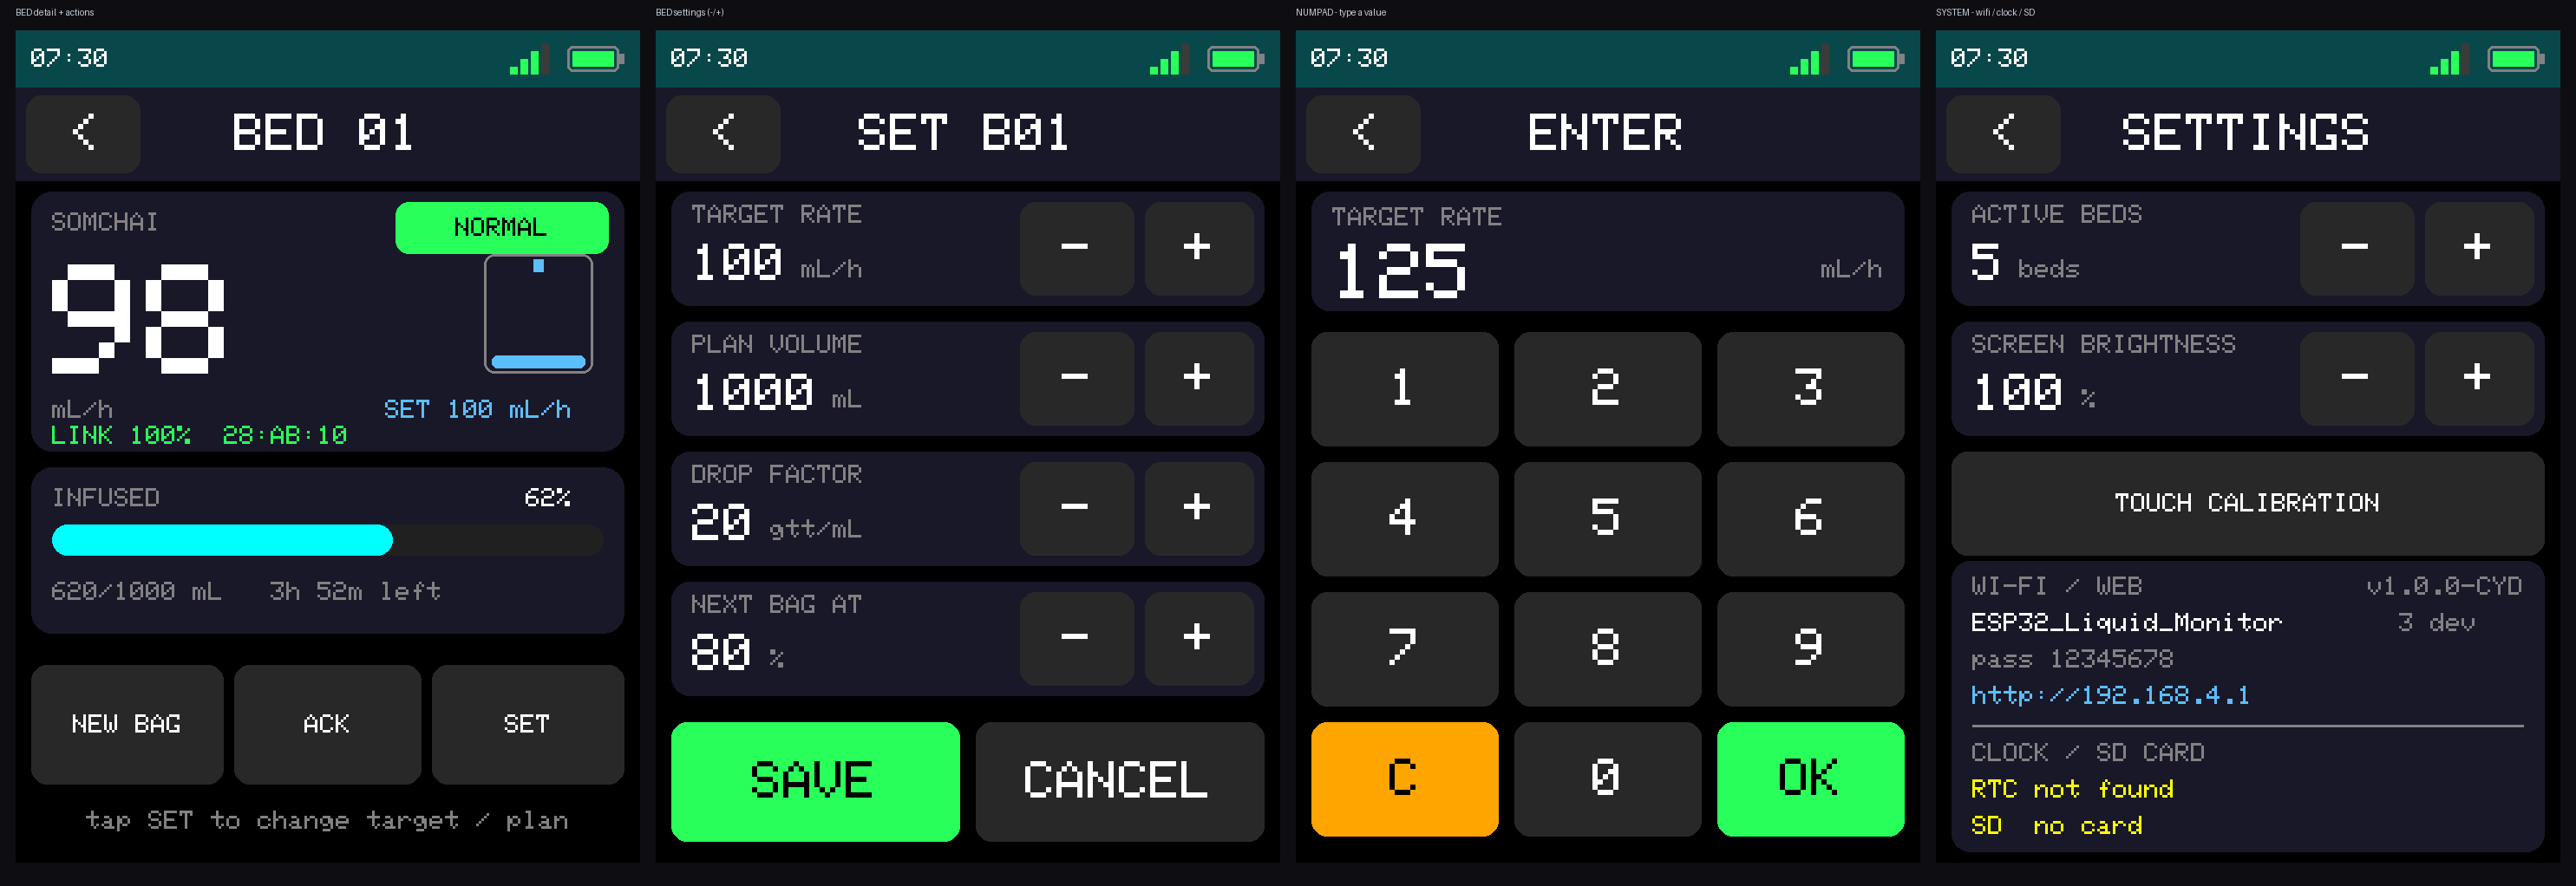 BED detail + actions
07:30
<
BED 01
SOMCHAI
NORMAL
98
mL/h
SET 100 mL/h
LINK 100% 28:AB:10
INFUSED
62%
620/1000 mL
3h 52m left
NEW BAG
ACK
SET
tap SET to change target / plan
BED settings (-/+)
07:30
<
SET B01
TARGET RATE
100 mL/h
-
+
PLAN VOLUME
1000 mL
-
+
DROP FACTOR
20 gtt/mL
-
+
NEXT BAG AT
80 %
-
+
SAVE
CANCEL
NUMPAD - type a value
07:30
<
ENTER
TARGET RATE
125
mL/h
1
2
3
4
5
6
7
8
9
C
0
OK
SYSTEM - wifi / clock / SD
07:30
<
SETTINGS
ACTIVE BEDS
5 beds
-
+
SCREEN BRIGHTNESS
100 %
-
+
TOUCH CALIBRATION
WI-FI / WEB
v1.0.0-CYD
ESP32_Liquid_Monitor
3 dev
pass 12345678
http://192.168.4.1
CLOCK / SD CARD
RTC not found
SD no card